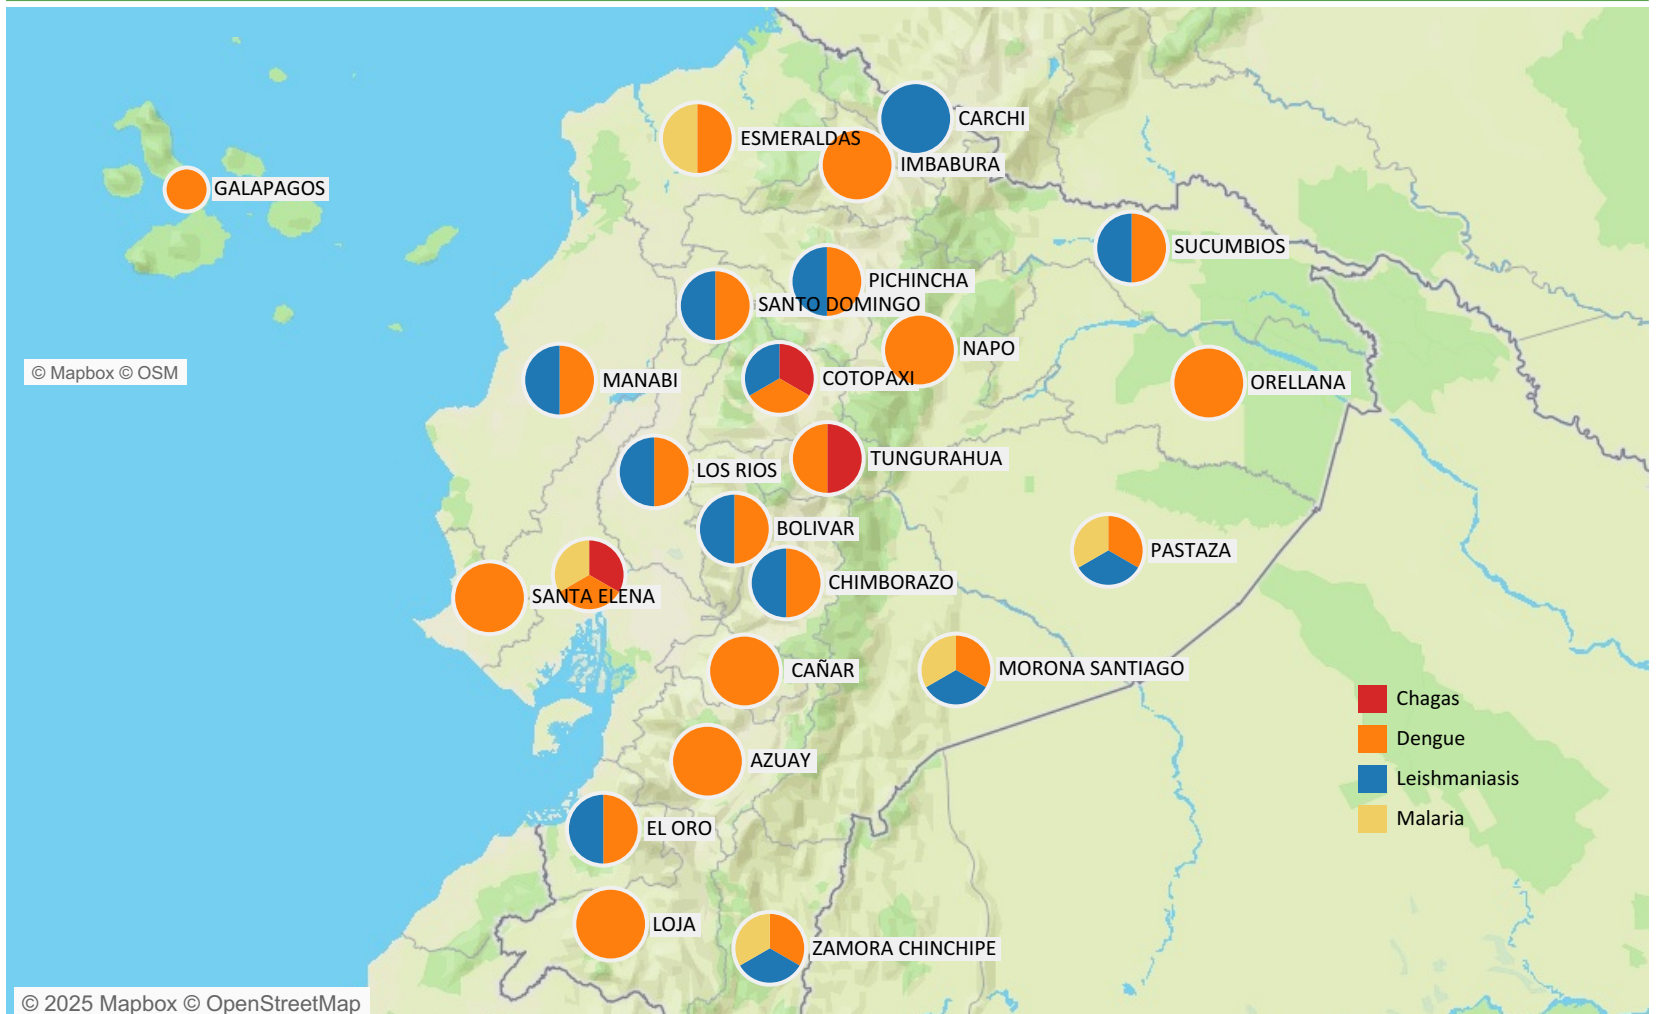 CARCHI
ESMERALDAS
IMBABURA
GALAPAGOS
SUCUMBIOS
PICHINCHA
SANTO DOMINGO
NAPO
© Mapbox © OSM
MANABI
COTOPAXI
ORELLANA
TUNGURAHUA
LOS RIOS
BOLIVAR
PASTAZA
CHIMBORAZO
SANTA ELENA
CAÑAR
MORONA SANTIAGO
Chagas
Dengue
Leishmaniasis
Malaria
AZUAY
EL ORO
LOJA
ZAMORA CHINCHIPE
© 2025 Mapbox © OpenStreetMap